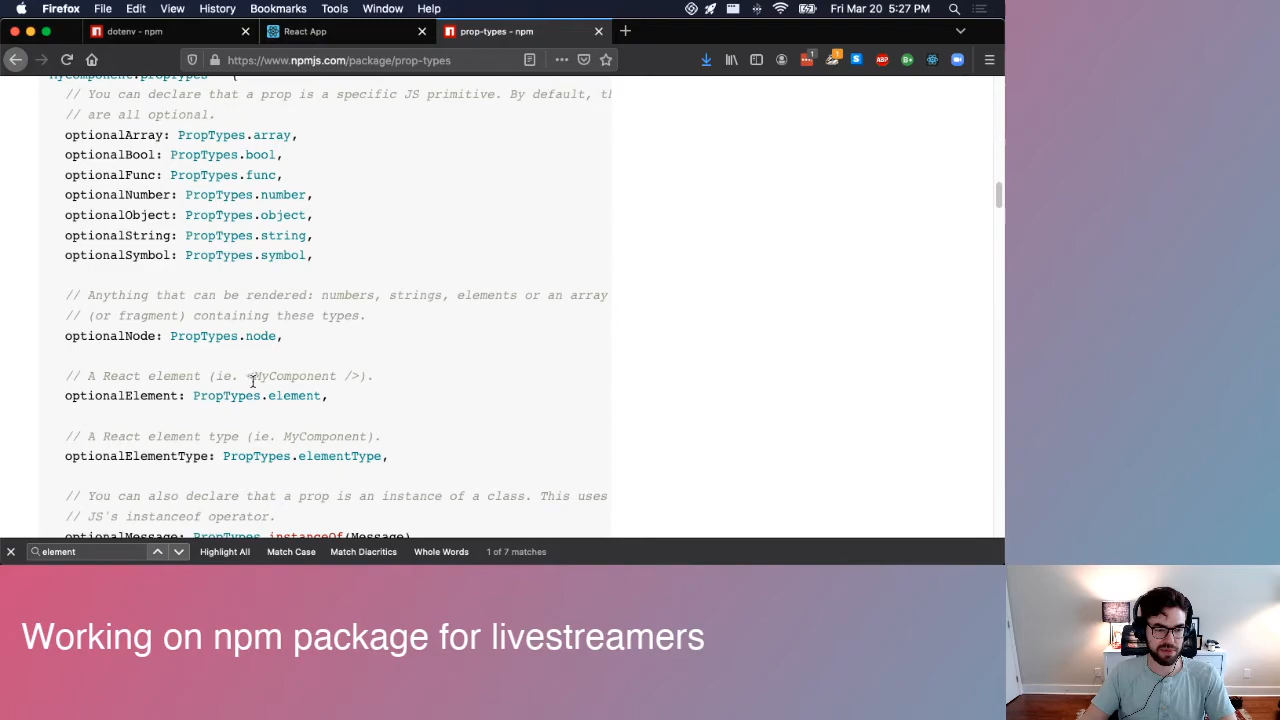 Firefox File Edit View History Bookmarks Tools Window Help Fri Mar 20 5:27 PM
dotenv - npm React App prop-types - npm
https://www.npmjs.com/package/prop-types
MyComponent.propTypes = {
// You can declare that a prop is a specific JS primitive. By default, th
// are all optional.
optionalArray: PropTypes.array,
optionalBool: PropTypes.bool,
optionalFunc: PropTypes.func,
optionalNumber: PropTypes.number,
optionalObject: PropTypes.object,
optionalString: PropTypes.string,
optionalSymbol: PropTypes.symbol,
// Anything that can be rendered: numbers, strings, elements or an array
// (or fragment) containing these types.
optionalNode: PropTypes.node,
// A React element (ie. <MyComponent />).
optionalElement: PropTypes.element,
// A React element type (ie. MyComponent).
optionalElementType: PropTypes.elementType,
// You can also declare that a prop is an instance of a class. This uses
// JS's instanceof operator.
optionalMessage: PropTypes.instanceOf(Message),
element Highlight All Match Case Match Diacritics Whole Words 1 of 7 matches
Working on npm package for livestreamers